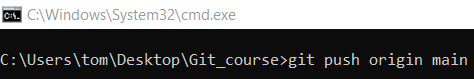 C:\Windows\System32\cmd.exe
C:\Users\tom\Desktop\Git_course>git push origin main